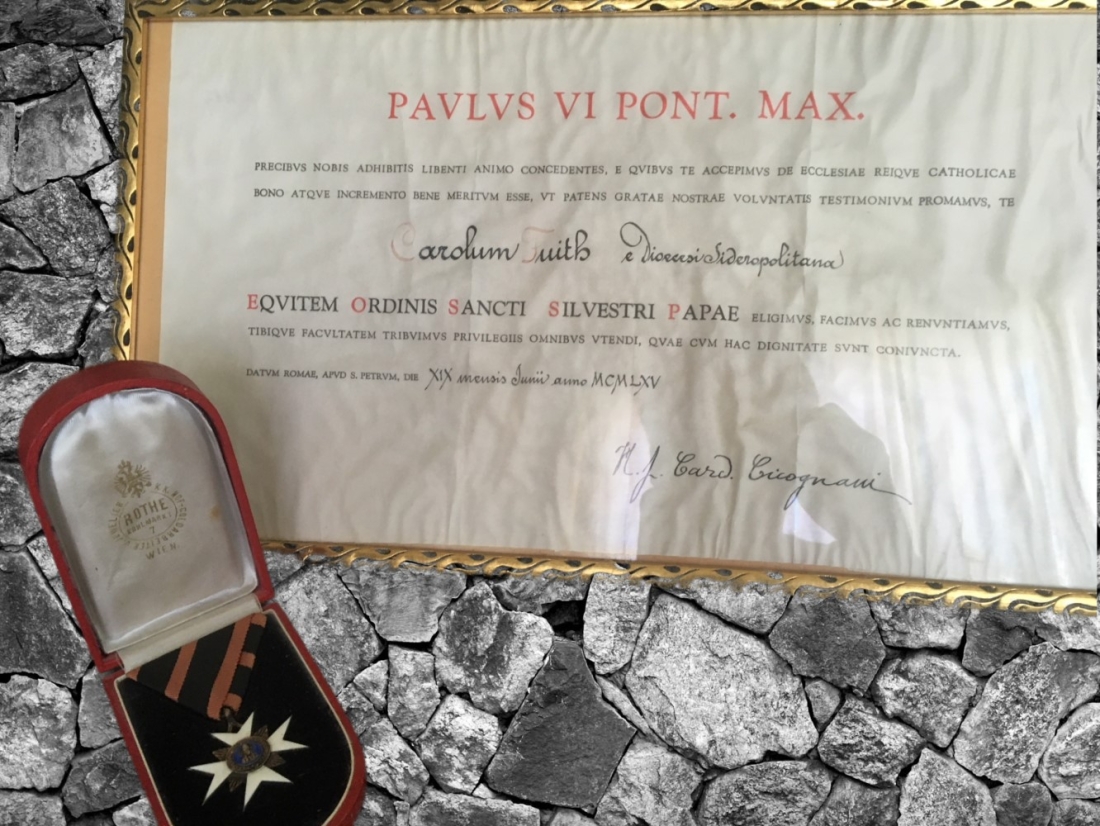 PAVLVS VI PONT. MAX.
PRECIBVS NOBIS ADHIBITIS LIBENTI ANIMO CONCEDENTES, E QVIBVS TE ACCEPIMVS DE ECCLESIAE REIQVE CATHOLICAE
BONO ATQVE INCREMENTO BENE MERITVM ESSE, VT PATENS GRATAE NOSTRAE VOLVNTATIS TESTIMONIVM PROMAMVS, TE
Carolum Fuith e Dioecesi Sideropolitana
EQVITEM ORDINIS SANCTI SILVESTRI PAPAE ELIGIMVS, FACIMVS AC RENVNTIAMVS,
TIBIQVE FACVLTATEM TRIBVIMVS PRIVILEGIIS OMNIBVS VTENDI, QVAE CVM HAC DIGNITATE SVNT CONIVNCTA.
DATVM ROMAE, APVD S. PETRVM, DIE XIX mensis Junii anno MCMLXV
H. J. Card. Cicognani
ROTHE
KOHLMARKT
7
WIEN